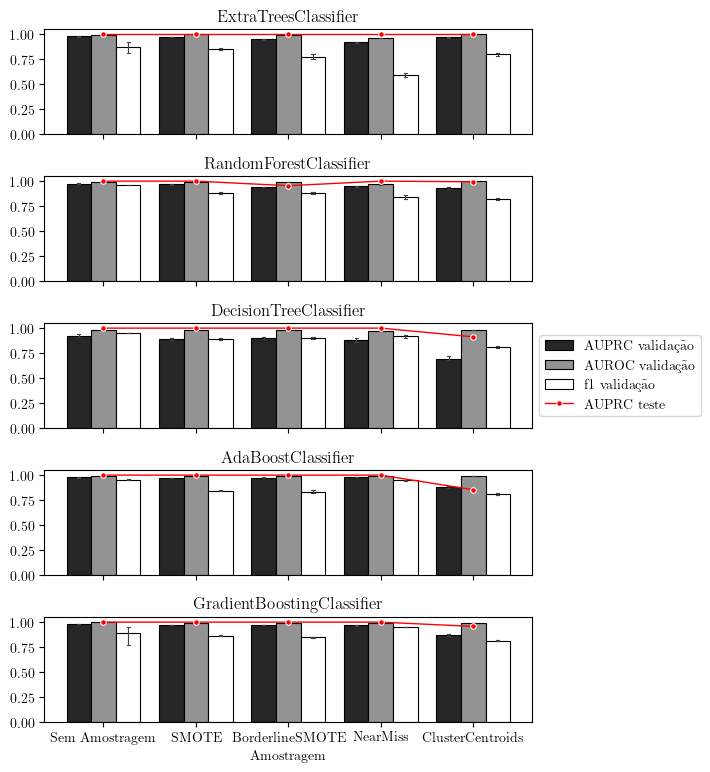 ExtraTreesClassifier
1.00
0.75
0.50
0.25
0.00
RandomForestClassifier
1.00
0.75
0.50
0.25
0.00
DecisionTreeClassifier
1.00
0.75
0.50
0.25
0.00
AUPRC validação
AUROC validação
f1 validação
AUPRC teste
AdaBoostClassifier
1.00
0.75
0.50
0.25
0.00
GradientBoostingClassifier
1.00
0.75
0.50
0.25
0.00
Sem Amostragem SMOTE BorderlineSMOTE NearMiss ClusterCentroids
Amostragem